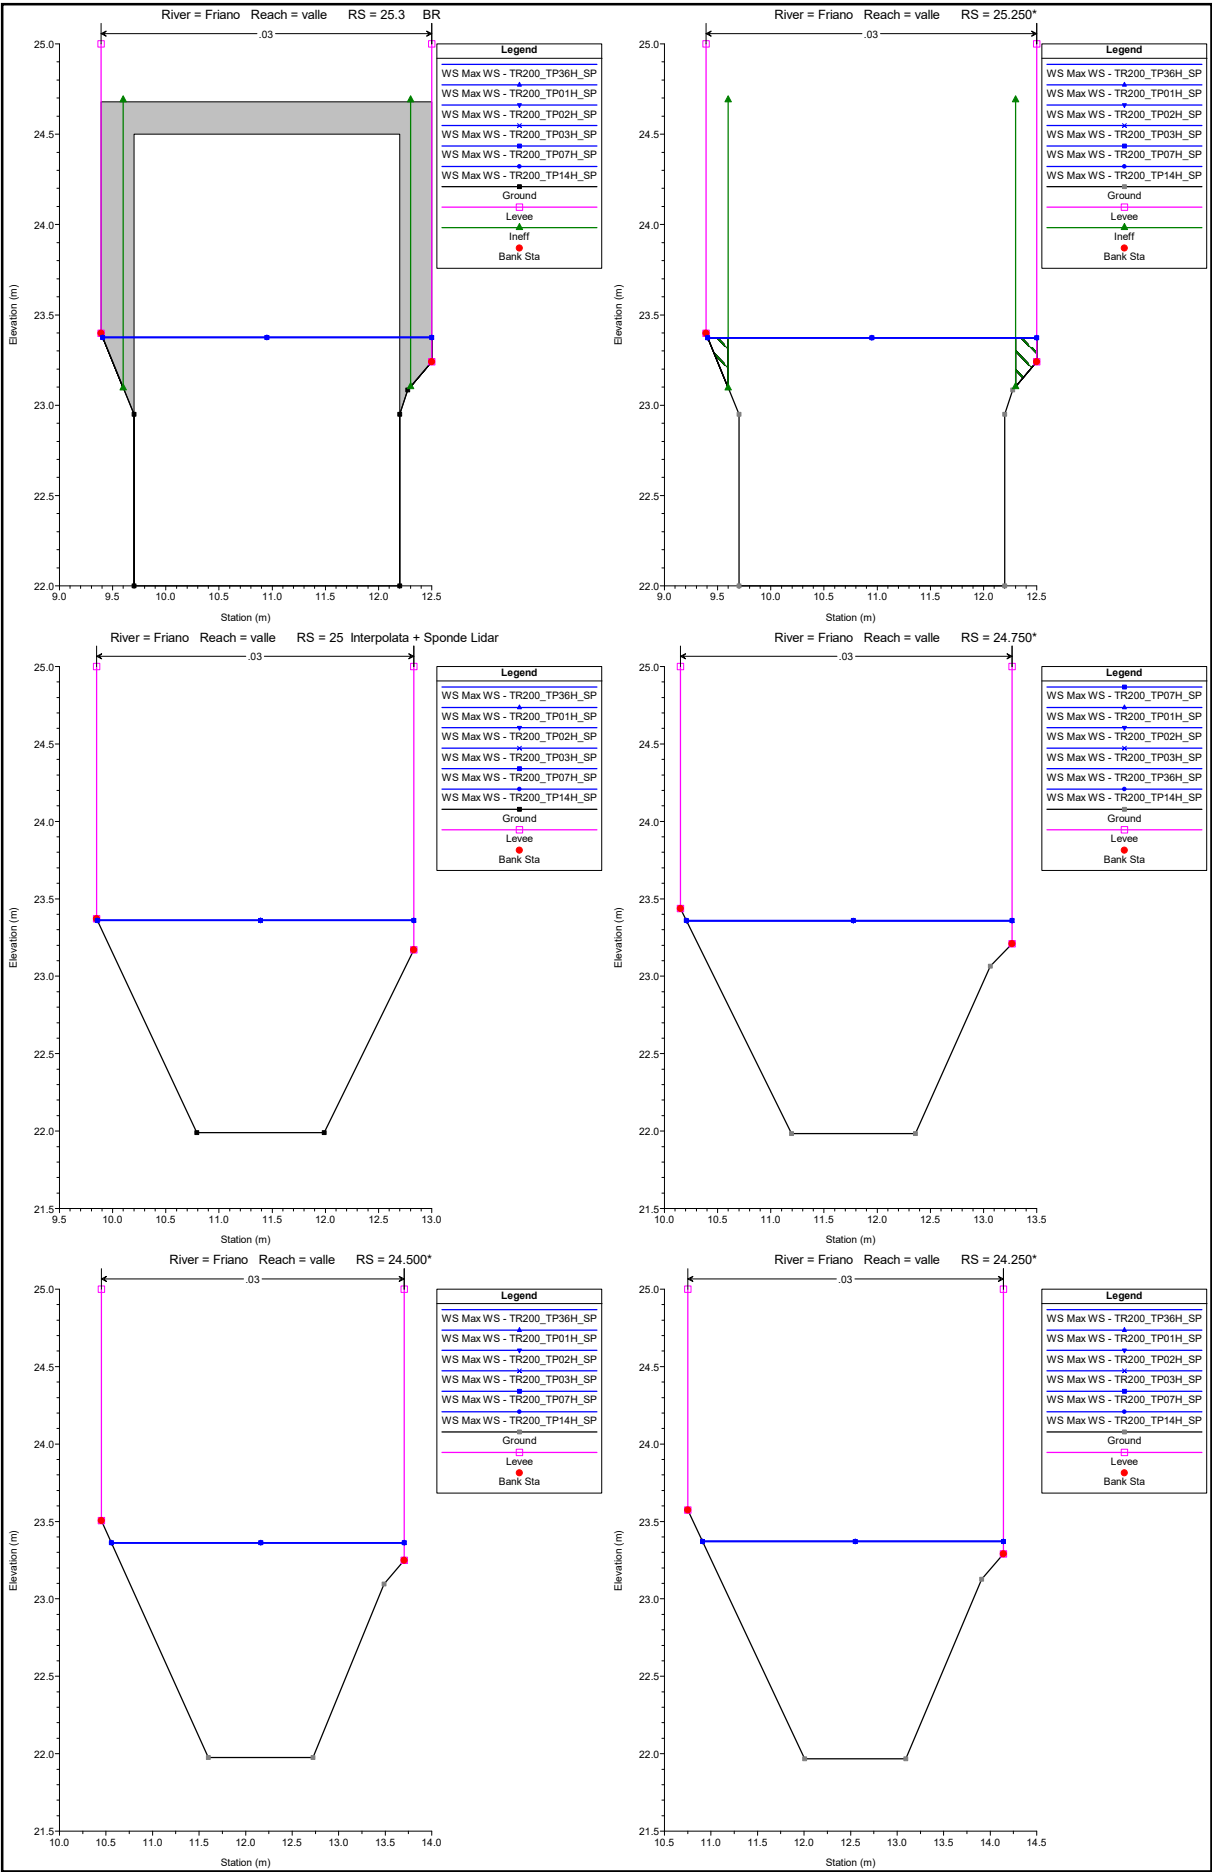 River = Friano Reach = valle RS = 25.3 BR
.03
25.0
24.5
24.0
23.5
23.0
22.5
22.0
9.0 9.5 10.0 10.5 11.0 11.5 12.0 12.5
Station (m)
Elevation (m)
Legend
WS Max WS - TR200_TP36H_SP
WS Max WS - TR200_TP01H_SP
WS Max WS - TR200_TP02H_SP
WS Max WS - TR200_TP03H_SP
WS Max WS - TR200_TP07H_SP
WS Max WS - TR200_TP14H_SP
Ground
Levee
Ineff
Bank Sta
River = Friano Reach = valle RS = 25.250*
.03
25.0
24.5
24.0
23.5
23.0
22.5
22.0
9.0 9.5 10.0 10.5 11.0 11.5 12.0 12.5
Station (m)
Elevation (m)
Legend
WS Max WS - TR200_TP36H_SP
WS Max WS - TR200_TP01H_SP
WS Max WS - TR200_TP02H_SP
WS Max WS - TR200_TP03H_SP
WS Max WS - TR200_TP07H_SP
WS Max WS - TR200_TP14H_SP
Ground
Levee
Ineff
Bank Sta
River = Friano Reach = valle RS = 25 Interpolata + Sponde Lidar
.03
25.0
24.5
24.0
23.5
23.0
22.5
22.0
21.5
9.5 10.0 10.5 11.0 11.5 12.0 12.5 13.0
Station (m)
Elevation (m)
Legend
WS Max WS - TR200_TP36H_SP
WS Max WS - TR200_TP01H_SP
WS Max WS - TR200_TP02H_SP
WS Max WS - TR200_TP03H_SP
WS Max WS - TR200_TP07H_SP
WS Max WS - TR200_TP14H_SP
Ground
Levee
Bank Sta
River = Friano Reach = valle RS = 24.750*
.03
25.0
24.5
24.0
23.5
23.0
22.5
22.0
21.5
10.0 10.5 11.0 11.5 12.0 12.5 13.0 13.5
Station (m)
Elevation (m)
Legend
WS Max WS - TR200_TP07H_SP
WS Max WS - TR200_TP01H_SP
WS Max WS - TR200_TP02H_SP
WS Max WS - TR200_TP03H_SP
WS Max WS - TR200_TP36H_SP
WS Max WS - TR200_TP14H_SP
Ground
Levee
Bank Sta
River = Friano Reach = valle RS = 24.500*
.03
25.0
24.5
24.0
23.5
23.0
22.5
22.0
21.5
10.0 10.5 11.0 11.5 12.0 12.5 13.0 13.5 14.0
Station (m)
Elevation (m)
Legend
WS Max WS - TR200_TP36H_SP
WS Max WS - TR200_TP01H_SP
WS Max WS - TR200_TP02H_SP
WS Max WS - TR200_TP03H_SP
WS Max WS - TR200_TP07H_SP
WS Max WS - TR200_TP14H_SP
Ground
Levee
Bank Sta
River = Friano Reach = valle RS = 24.250*
.03
25.0
24.5
24.0
23.5
23.0
22.5
22.0
21.5
10.5 11.0 11.5 12.0 12.5 13.0 13.5 14.0 14.5
Station (m)
Elevation (m)
Legend
WS Max WS - TR200_TP36H_SP
WS Max WS - TR200_TP01H_SP
WS Max WS - TR200_TP02H_SP
WS Max WS - TR200_TP03H_SP
WS Max WS - TR200_TP07H_SP
WS Max WS - TR200_TP14H_SP
Ground
Levee
Bank Sta